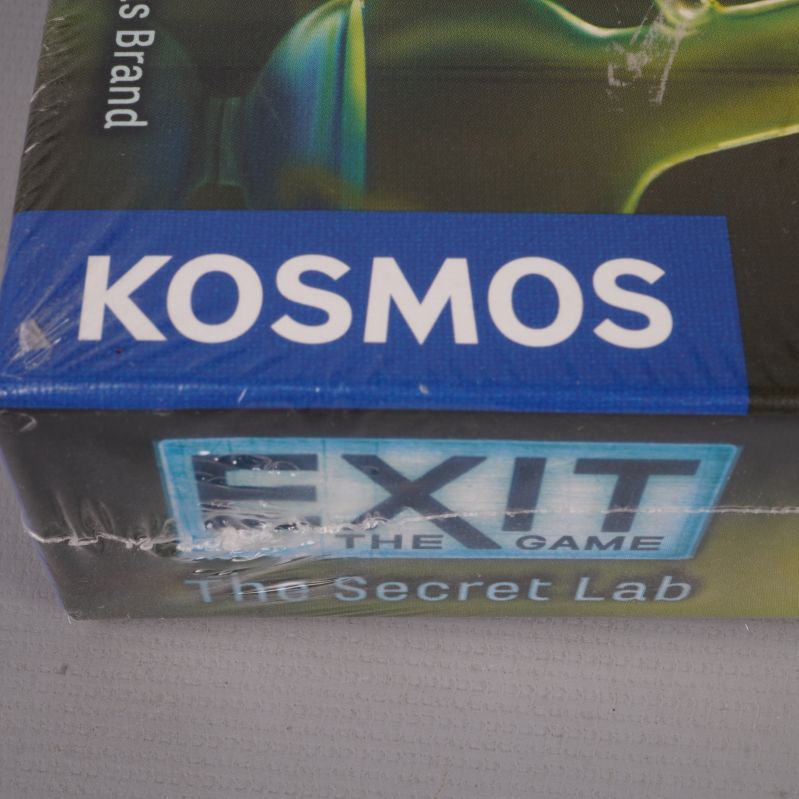 Brand
KOSMOS
EXIT
THE GAME
The Secret Lab